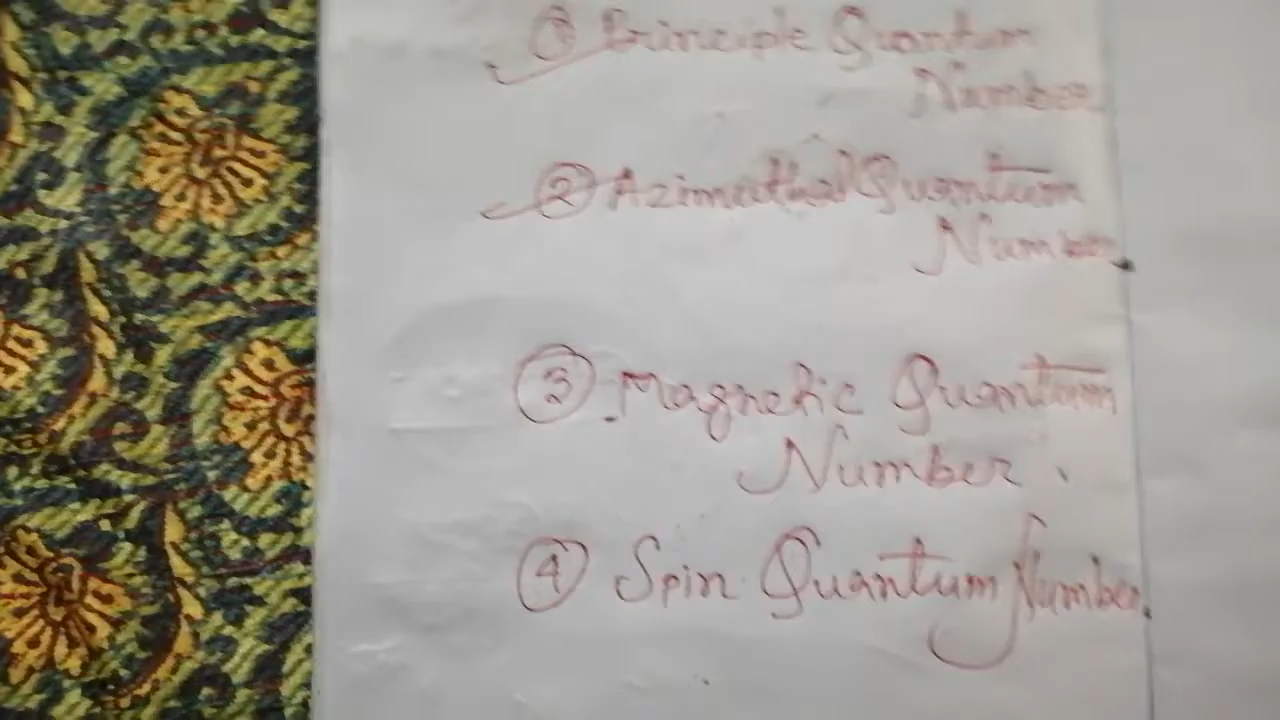 ① Principle Quantum
Number
② Azimuthal Quantum
Number.
③ Magnetic Quantum
Number.
④ Spin Quantum Number.